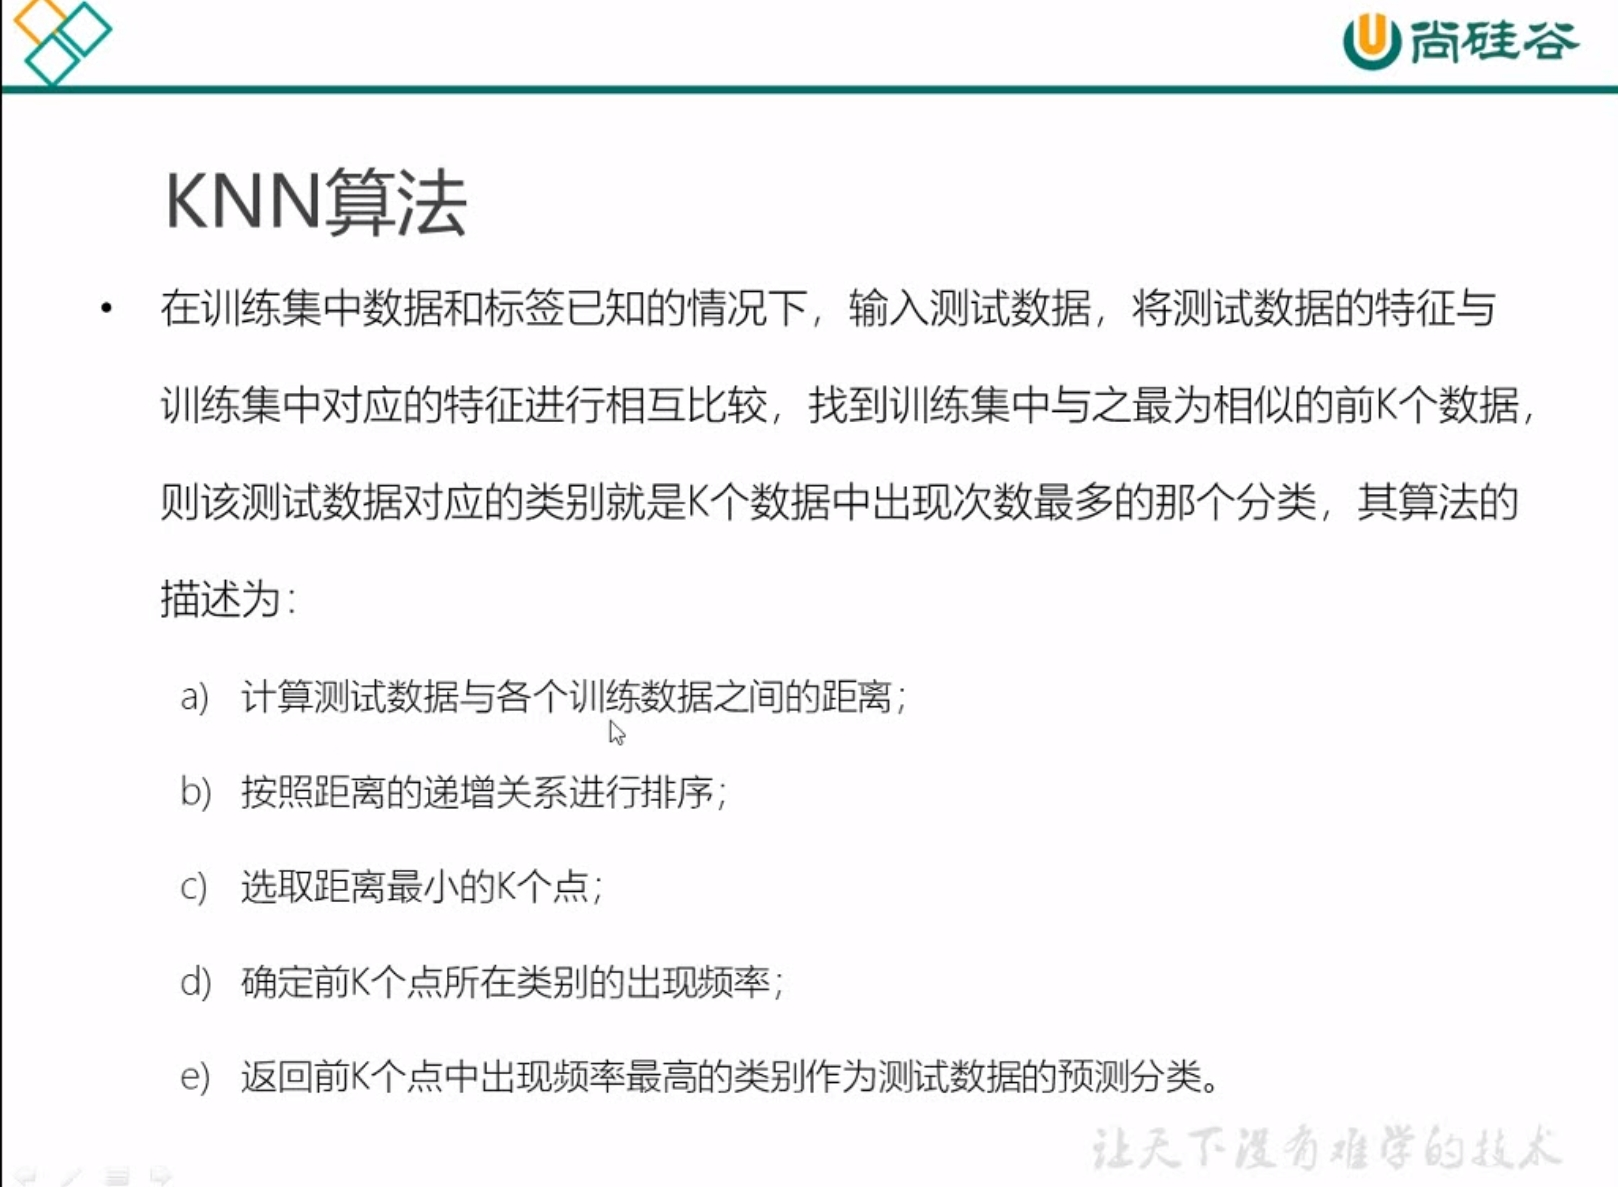 尚硅谷
KNN算法
• 在训练集中数据和标签已知的情况下，输入测试数据，将测试数据的特征与
训练集中对应的特征进行相互比较，找到训练集中与之最为相似的前K个数据，
则该测试数据对应的类别就是K个数据中出现次数最多的那个分类，其算法的
描述为：
a) 计算测试数据与各个训练数据之间的距离；
b) 按照距离的递增关系进行排序；
c) 选取距离最小的K个点；
d) 确定前K个点所在类别的出现频率；
e) 返回前K个点中出现频率最高的类别作为测试数据的预测分类。
让天下没有难学的技术